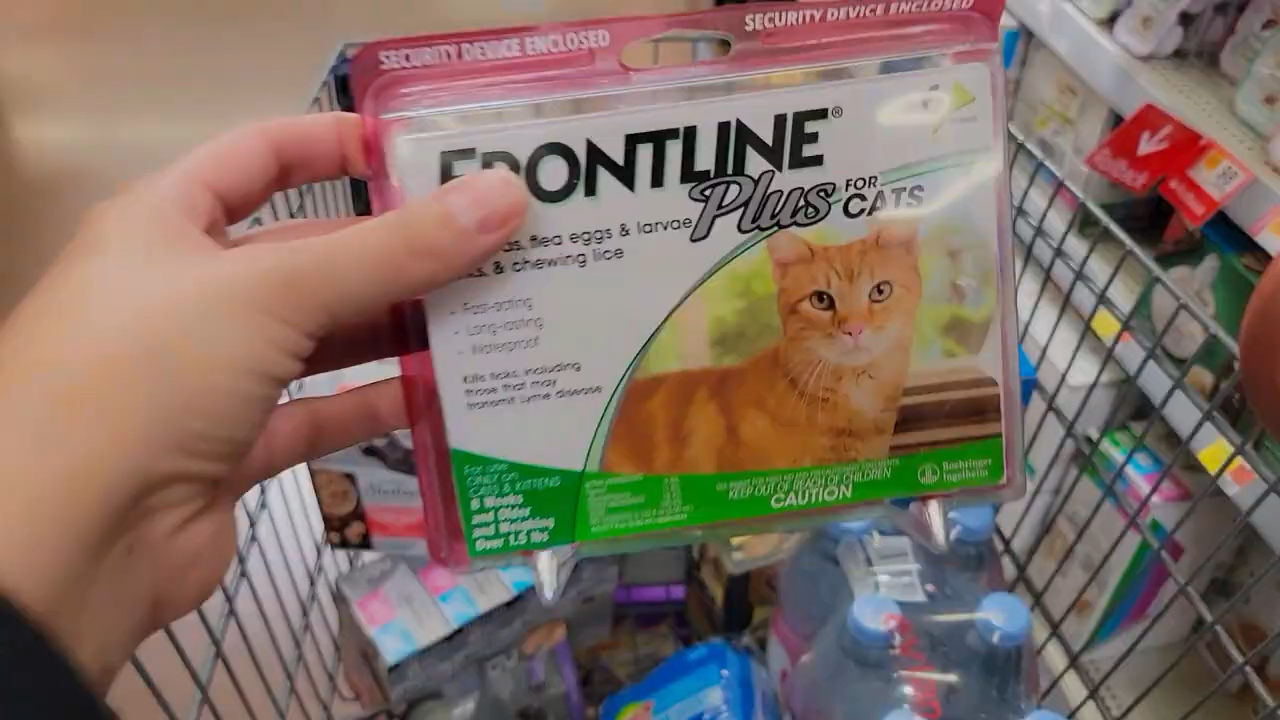 SECURITY DEVICE ENCLOSED
SECURITY DEVICE ENCLOSED
FRONTLINE®
Plus FOR CATS
flea eggs & larvae
& chewing lice
- Fast-acting
- Long-lasting
- Waterproof
Kills ticks, including
those that may
transmit Lyme disease
For use
ONLY on
CATS & KITTENS
8 Weeks
and Older
and Weighing
Over 1.5 lbs
KEEP OUT OF REACH OF CHILDREN
CAUTION
Boehringer
Ingelheim